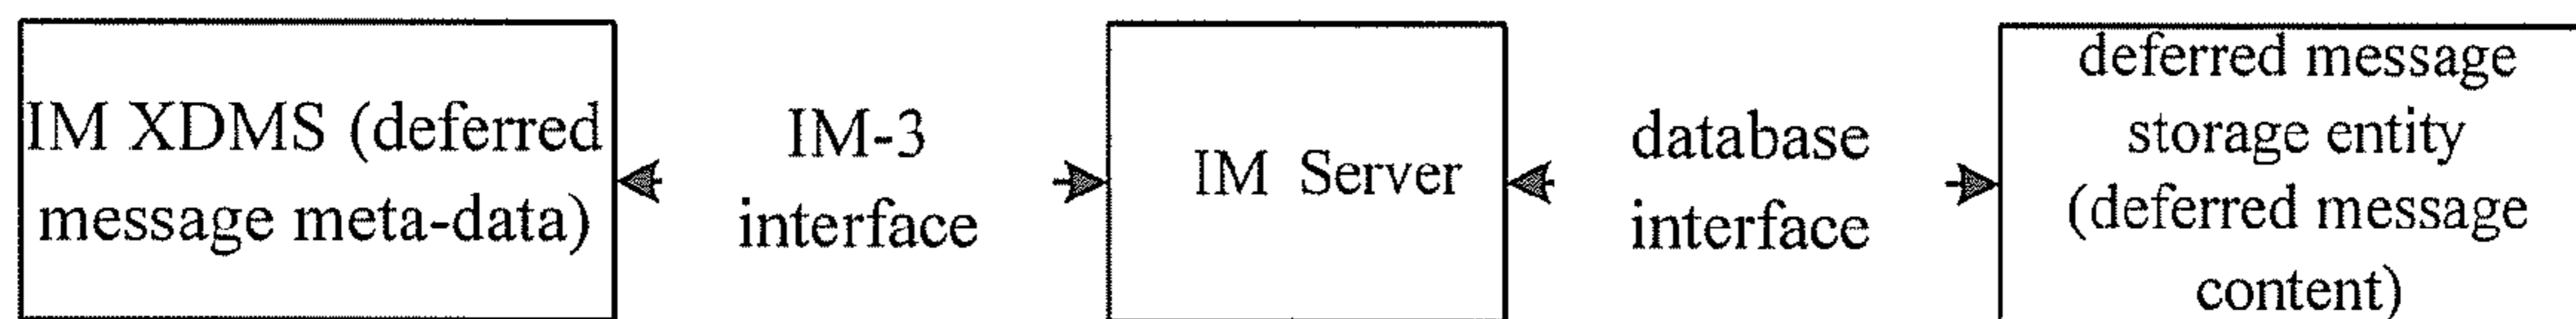 IM XDMS (deferred
message meta-data)
IM-3
interface
IM Server
database
interface
deferred message
storage entity
(deferred message
content)